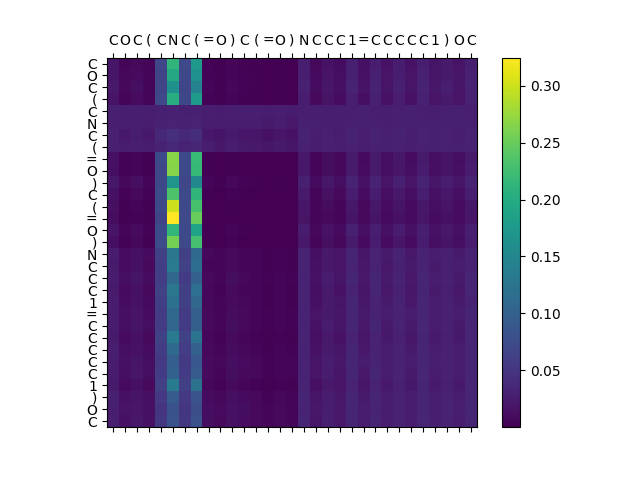 COC(CNC(=O)C(=O)NCCC1=CCCCC1)OC
C
O
C
(
C
N
C
(
=
O
)
C
(
=
O
)
N
C
C
C
1
=
C
C
C
C
C
1
)
O
C
0.30
0.25
0.20
0.15
0.10
0.05